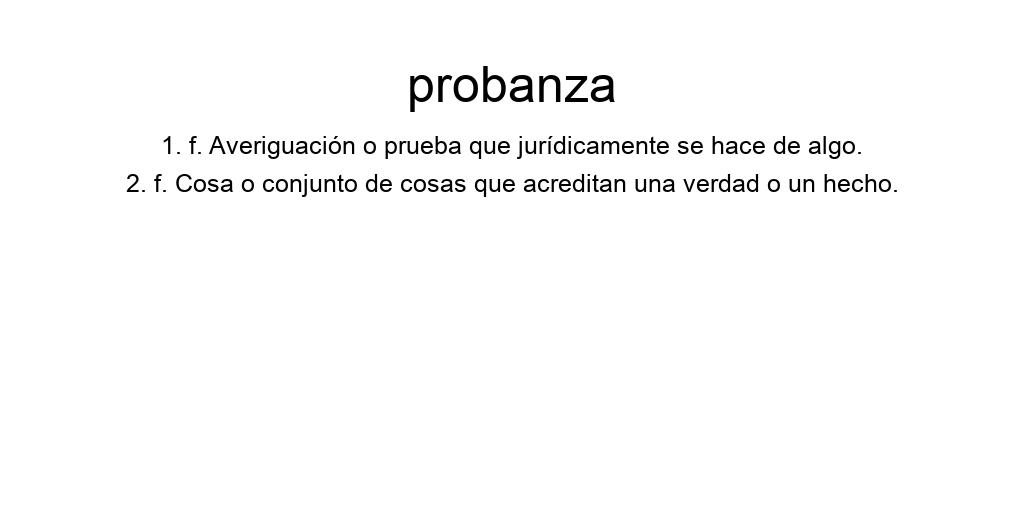 probanza
1. f. Averiguación o prueba que jurídicamente se hace de algo.
2. f. Cosa o conjunto de cosas que acreditan una verdad o un hecho.